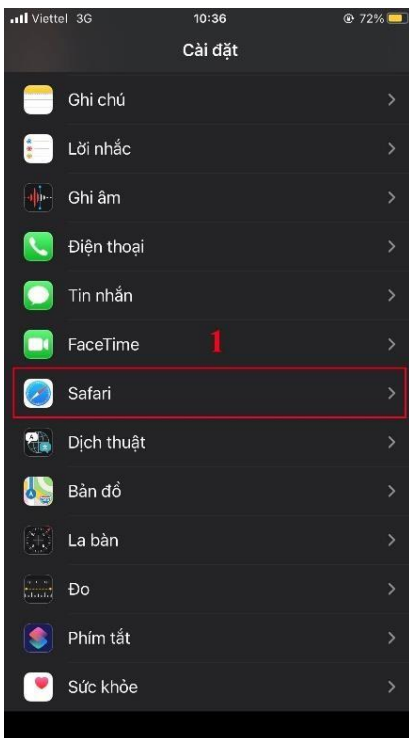 Viettel 3G 10:36 72%
Cài đặt
Ghi chú
Lời nhắc
Ghi âm
Điện thoại
Tin nhắn
FaceTime 1
Safari
Dịch thuật
Bản đồ
La bàn
Đo
Phím tắt
Sức khỏe